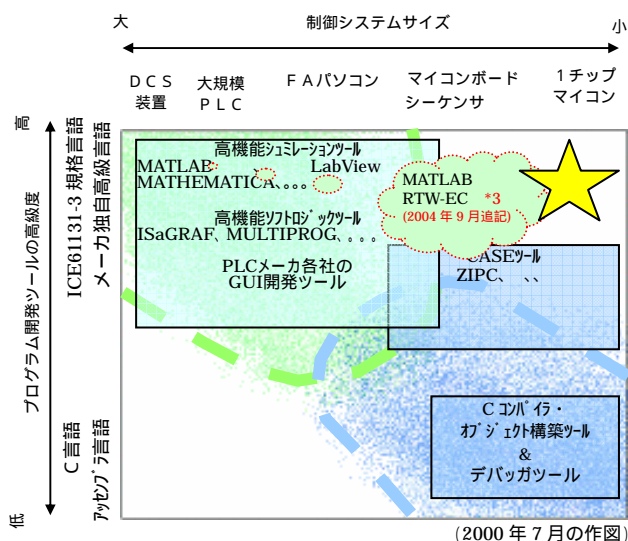 制御システムサイズ
大
小
ＤＣＳ
装置
大規模
ＰＬＣ
ＦＡパソコン
マイコンボード
シーケンサ
１チップ
マイコン
高
低
プログラム開発ツールの高級度
ICE61131-3 規格言語
メーカ独自高級言語
Ｃ言語
ｱｯｾﾝﾌﾞﾗ言語
高機能ｼｭﾐﾚｰｼｮﾝﾂｰﾙ
MATLAB
LabView
MATHEMATICA、。。。
高機能ｿﾌﾄﾛｼﾞｯｸﾂｰﾙ
ISaGRAF、MULTIPROG、. . . .
PLCメーカ各社の
GUI開発ツール
MATLAB
RTW-EC *3
(2004 年 9 月追記)
CASEﾂｰﾙ
ZIPC、 、、
C ｺﾝﾊﾟｲﾗ・
ｵﾌﾞｼﾞｪｸﾄ構築ﾂｰﾙ
&
デバッガツール
(2000 年 7 月の作図)